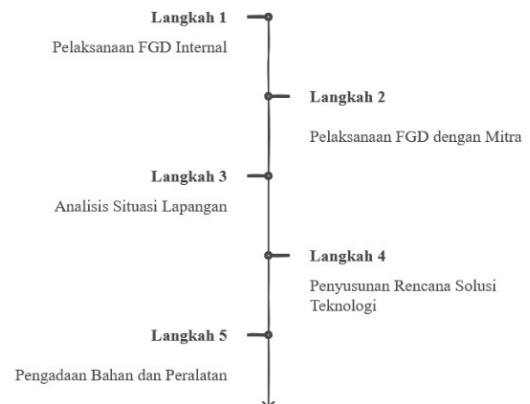 Langkah 1
Pelaksanaan FGD Internal
Langkah 2
Pelaksanaan FGD dengan Mitra
Langkah 3
Analisis Situasi Lapangan
Langkah 4
Penyusunan Rencana Solusi
Teknologi
Langkah 5
Pengadaan Bahan dan Peralatan